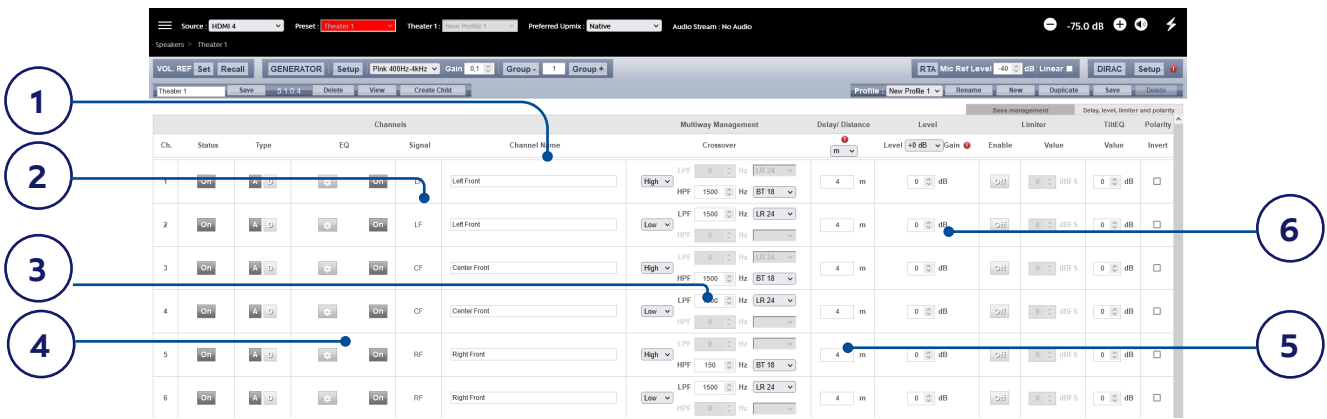 Source : HDMI 4 Preset : Theater 1 Theater 1 : New Profile 1 Preferred Upmix : Native Audio Stream : No Audio -75.0 dB
Speakers > Theater 1
VOL. REF Set Recall GENERATOR Setup Pink 400Hz-4kHz Gain 0,1 Group - 1 Group + RTA Mic Ref Level -40 dB Linear DIRAC Setup
Theater 1 Save 5.1.0.4 Delete View Create Child Profile : New Profile 1 Rename New Duplicate Save Delete
1
Bass management Delay, level, limiter and polarity
Channels Multiway Management Delay/ Distance Level Limiter TiltEQ Polarity
Ch. Status Type EQ Signal Channel Name Crossover m Level +0 dB Gain Enable Value Value Invert
2
1 On A D On Left Front High LPF 0 Hz LR 24 4 m 0 dB Off 0 dBFS 0 dB
HPF 1500 Hz BT 18
2 On A D On LF Left Front Low LPF 1500 Hz LR 24 4 m 0 dB Off 0 dBFS 0 dB
HPF 0 Hz
6
3
3 On A D On CF Center Front High LPF 0 Hz LR 24 4 m 0 dB Off 0 dBFS 0 dB
HPF 1500 Hz BT 18
4 On A D On CF Center Front Low LPF Hz LR 24 4 m 0 dB Off 0 dBFS 0 dB
HPF 0 Hz
4
5 On A D On RF Right Front High LPF 0 Hz 4 m 0 dB Off 0 dBFS 0 dB
HPF 150 Hz BT 18
5
6 On A D On RF Right Front Low LPF 1500 Hz LR 24 4 m 0 dB Off 0 dBFS 0 dB
HPF 0 Hz